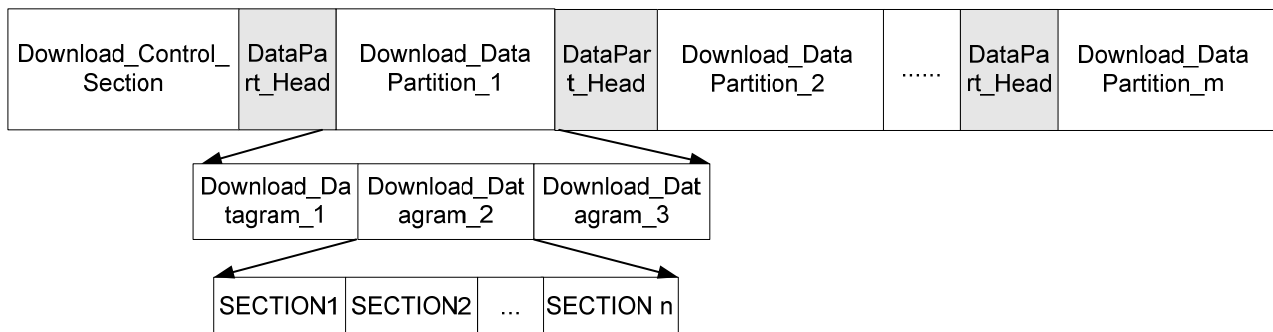 Download_Control_
Section
DataPa
rt_Head
Download_Data
Partition_1
DataPar
t_Head
Download_Data
Partition_2
......
DataPa
rt_Head
Download_Data
Partition_m
Download_Da
tagram_1
Download_Dat
agram_2
Download_Dat
agram_3
SECTION1
SECTION2
...
SECTION n